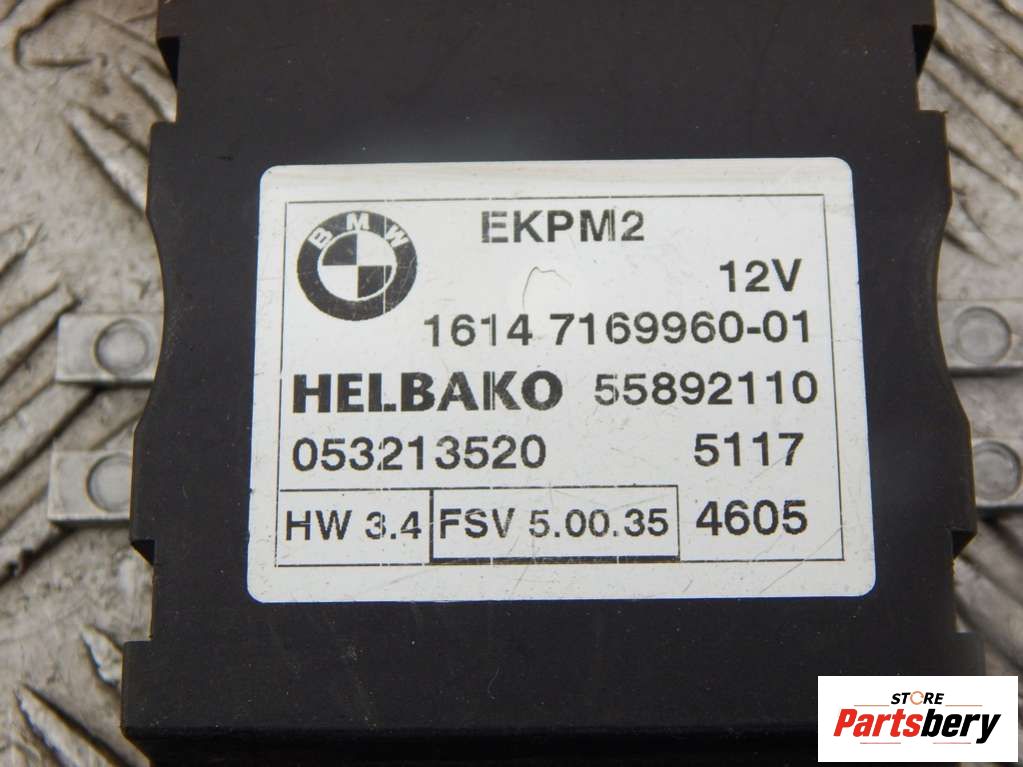 BMW
EKPM2
12V
1614 7169960-01
HELBAKO 55892110
053213520 5117
HW 3.4 FSV 5.00.35 4605
STORE
Partsbery